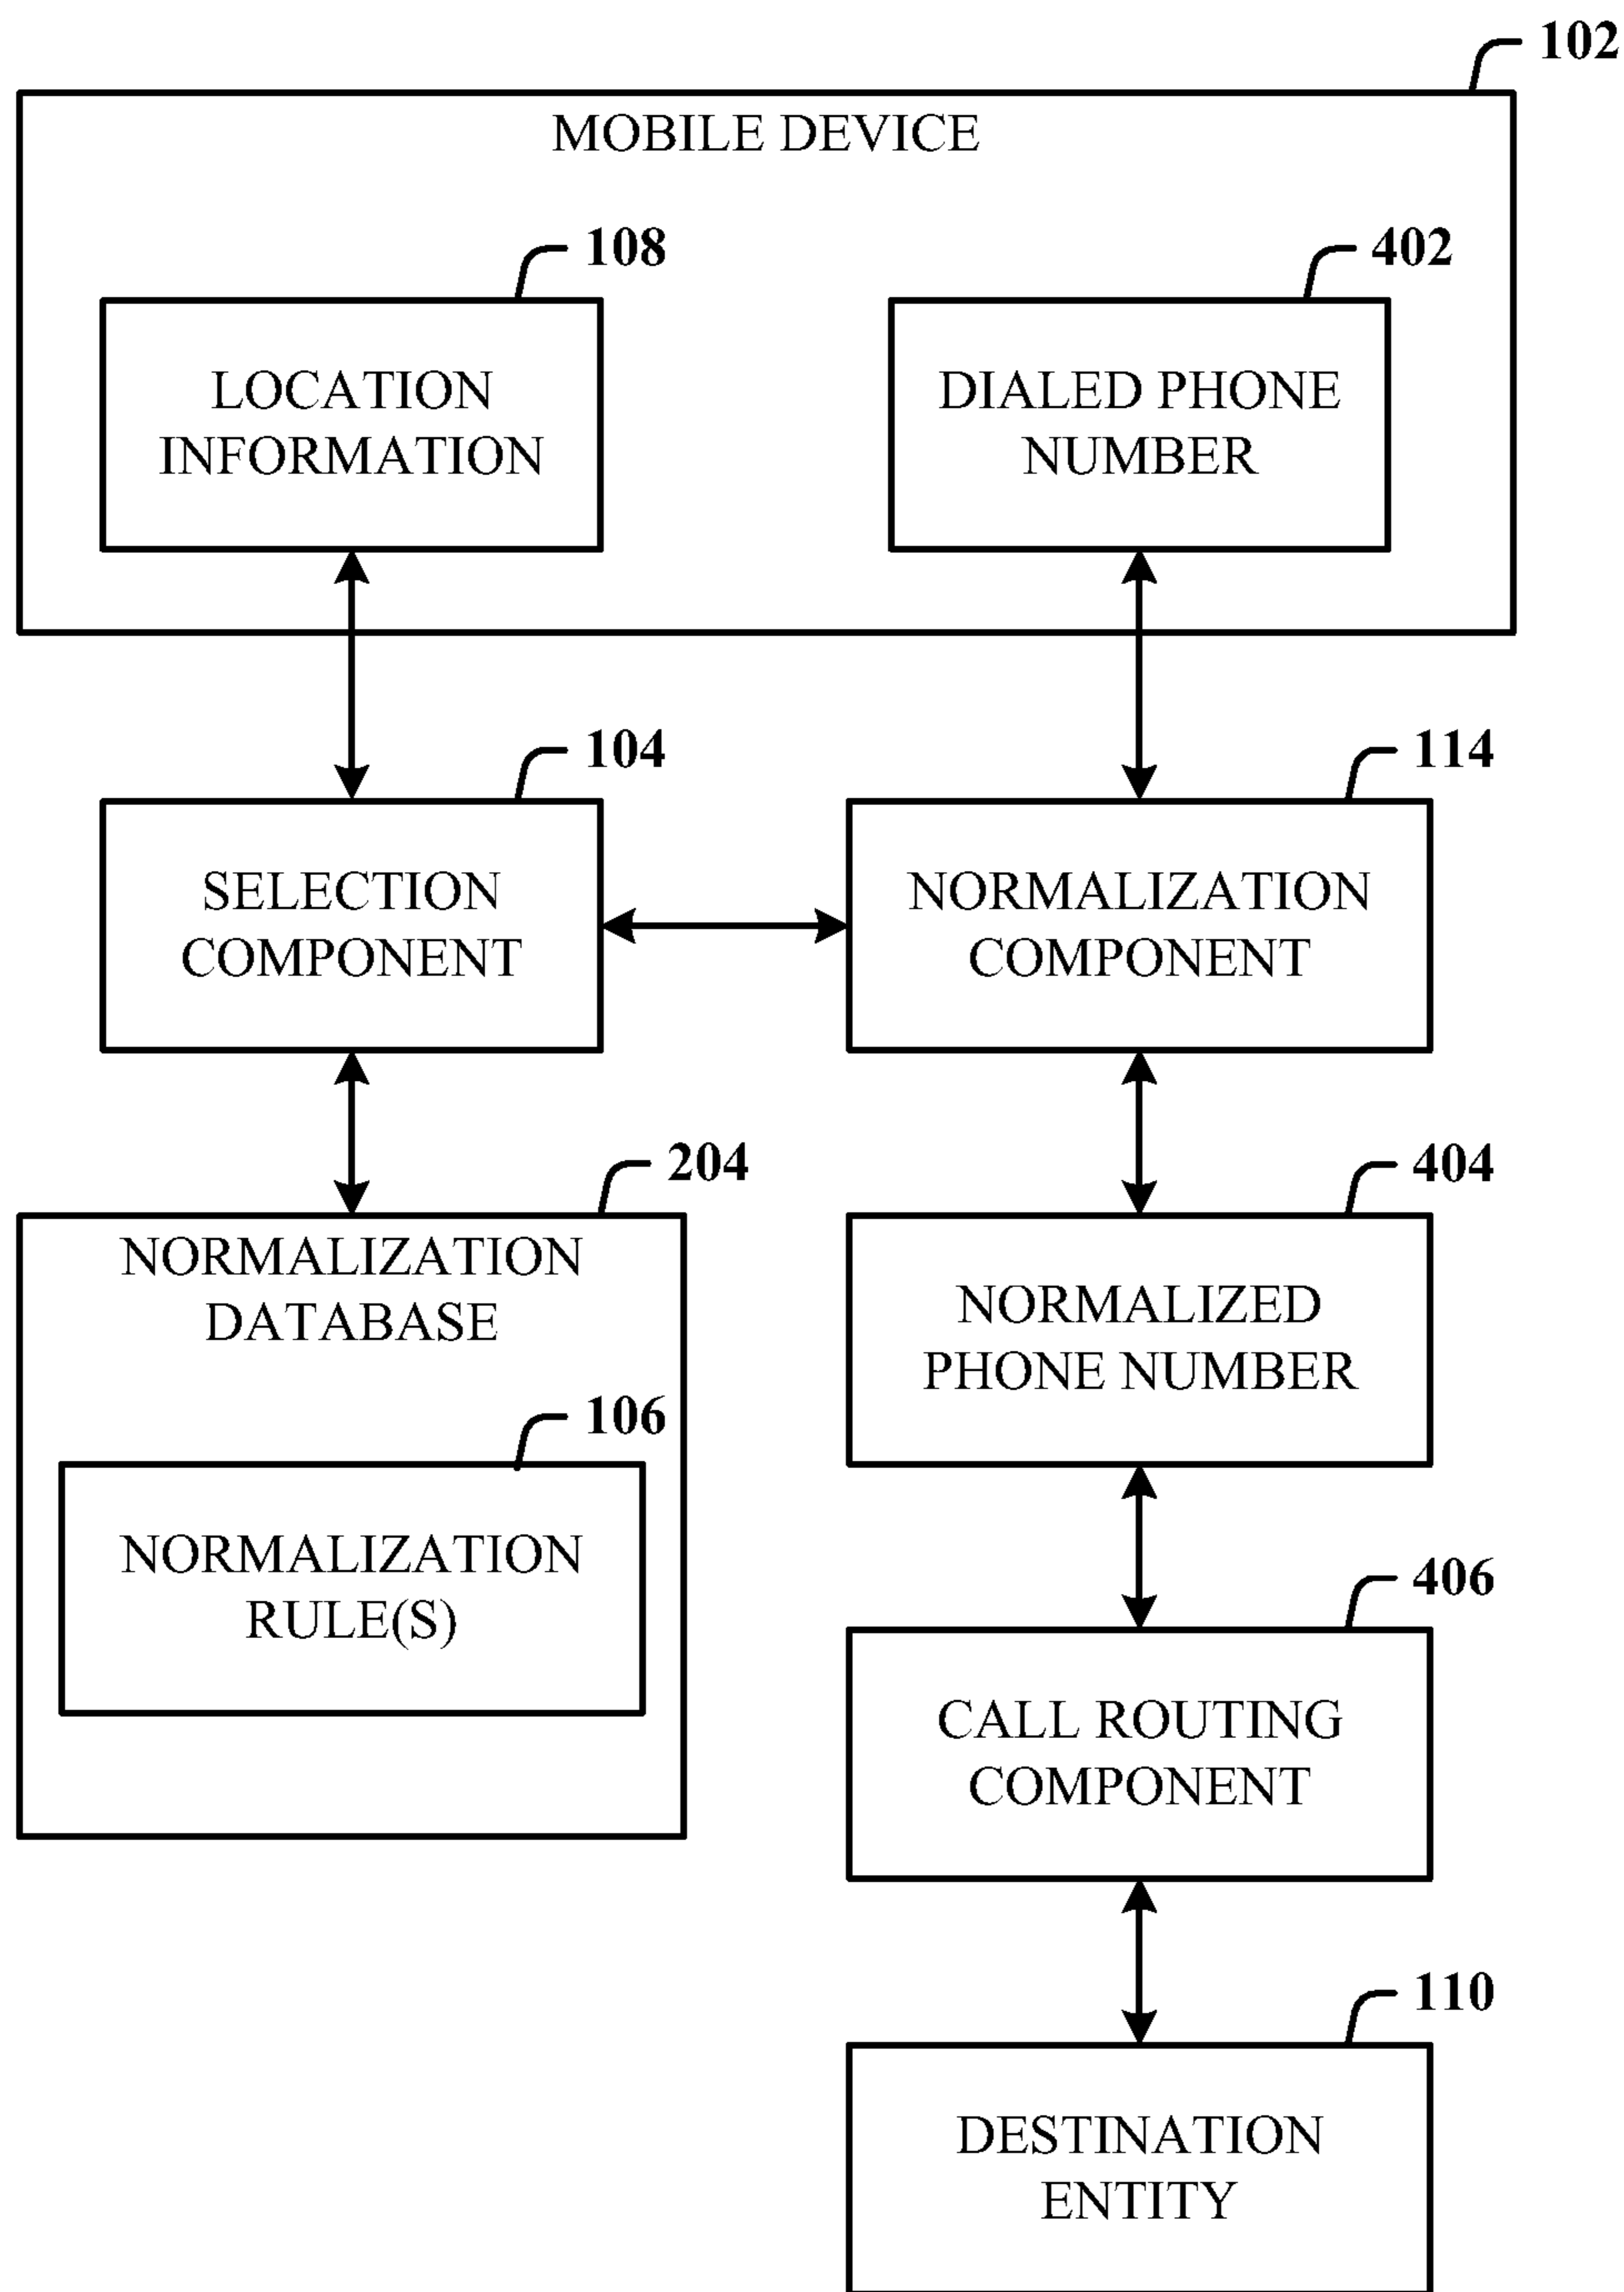 102
MOBILE DEVICE
108
402
LOCATION
INFORMATION
DIALED PHONE
NUMBER
104
114
SELECTION
COMPONENT
NORMALIZATION
COMPONENT
204
404
NORMALIZATION
DATABASE
NORMALIZED
PHONE NUMBER
106
NORMALIZATION
RULE(S)
406
CALL ROUTING
COMPONENT
110
DESTINATION
ENTITY